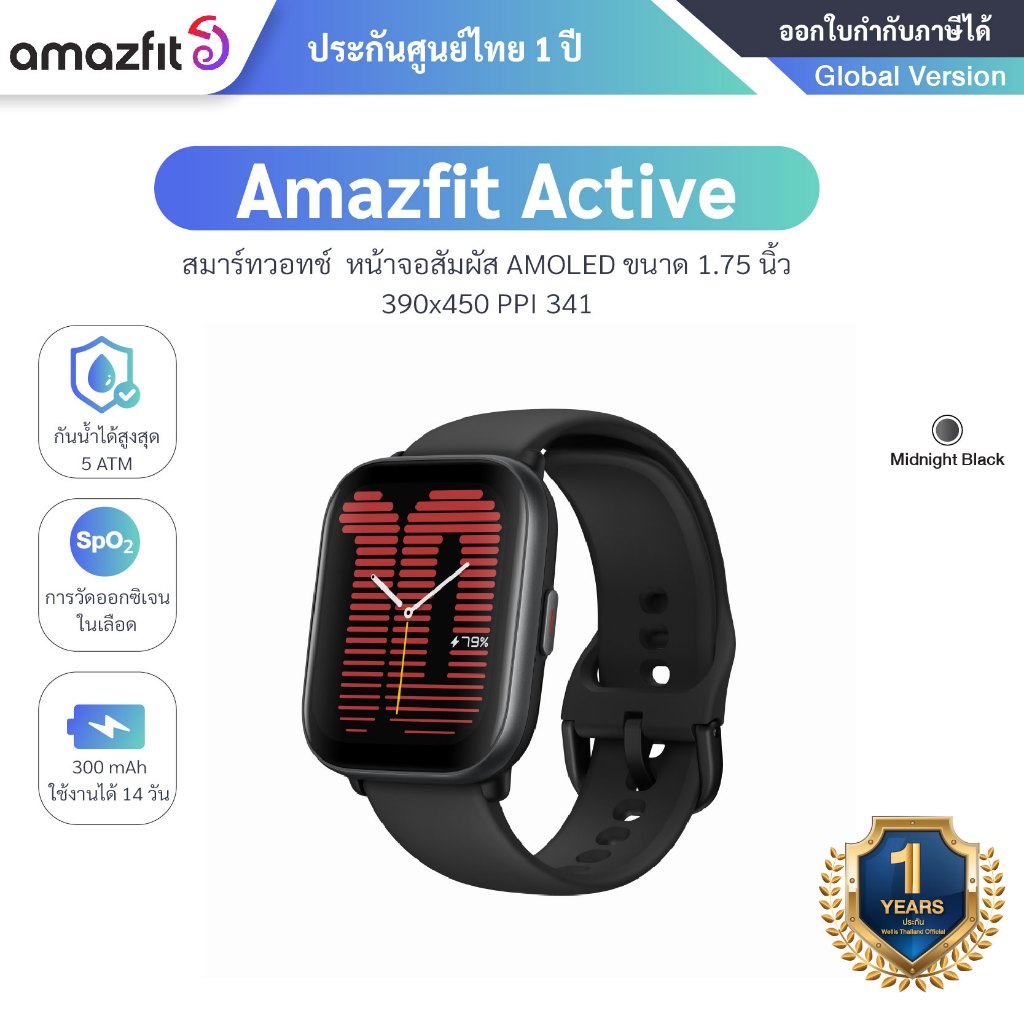 amazfit
ประกันศูนย์ไทย 1 ปี
ออกใบกำกับภาษีได้
Global Version
Amazfit Active
สมาร์ทวอทช์ หน้าจอสัมผัส AMOLED ขนาด 1.75 นิ้ว
390x450 PPI 341
กันน้ำได้สูงสุด
5 ATM
SpO2
การวัดออกซิเจน
ในเลือด
300 mAh
ใช้งานได้ 14 วัน
10
79%
Midnight Black
1
YEARS
ประกัน
Wellis Thailand Official